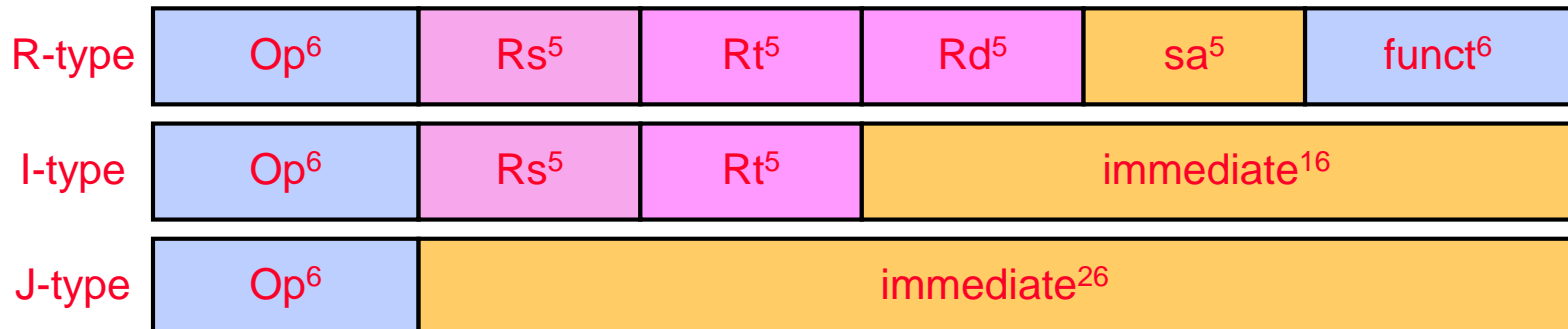 R-type Op⁶ Rs⁵ Rt⁵ Rd⁵ sa⁵ funct⁶
I-type Op⁶ Rs⁵ Rt⁵ immediate¹⁶
J-type Op⁶ immediate²⁶